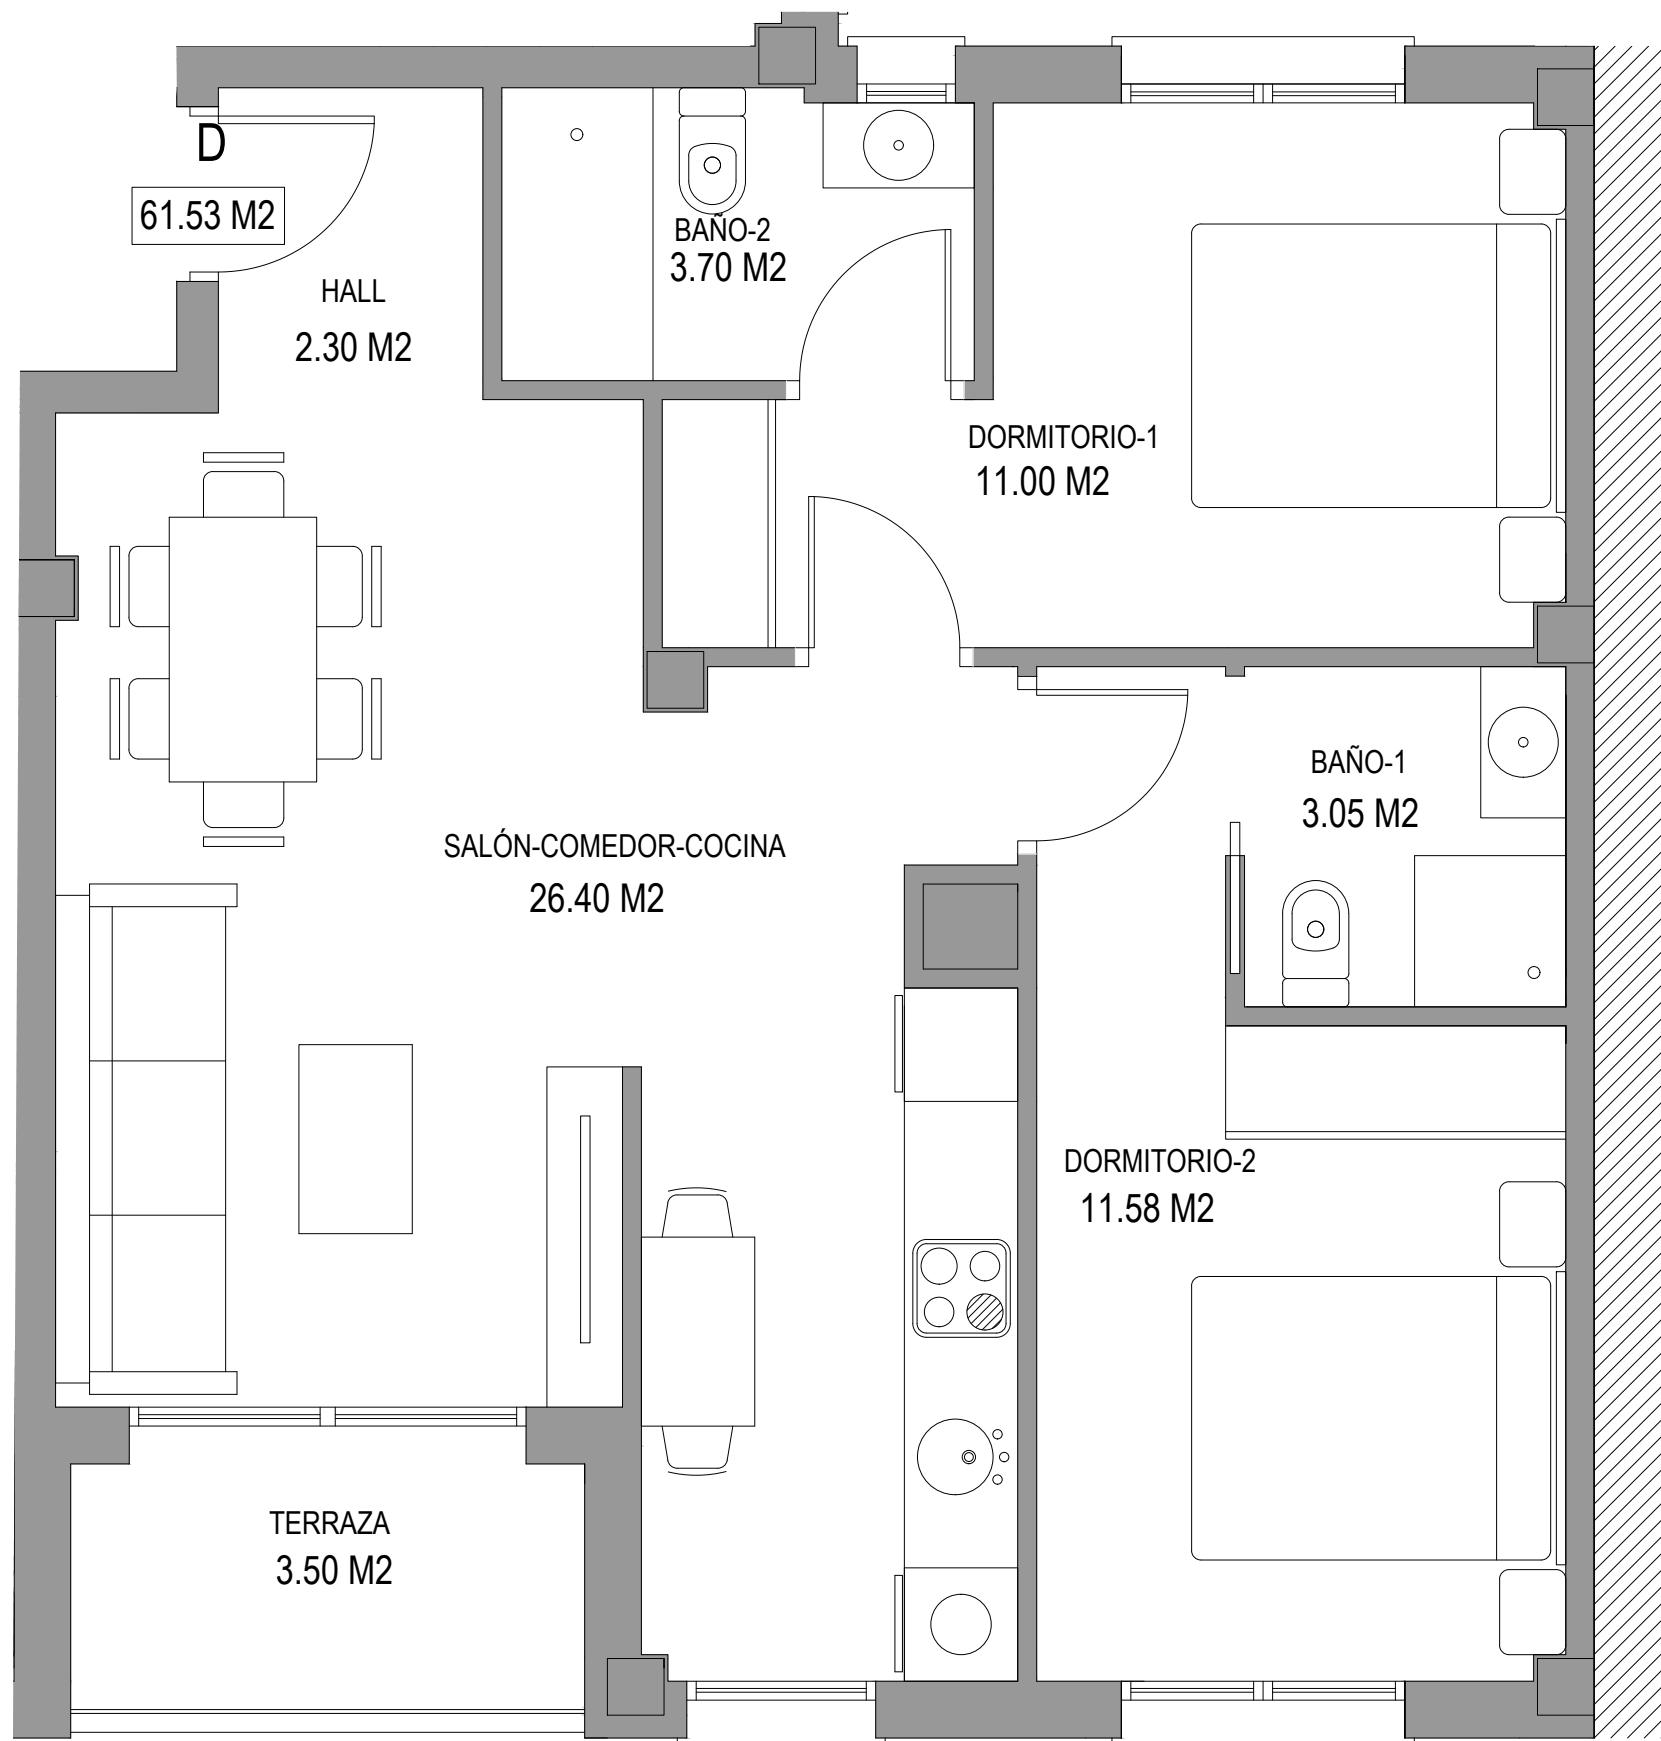 D
61.53 M2
HALL
2.30 M2
BAÑO-2
3.70 M2
DORMITORIO-1
11.00 M2
BAÑO-1
3.05 M2
SALÓN-COMEDOR-COCINA
26.40 M2
DORMITORIO-2
11.58 M2
TERRAZA
3.50 M2